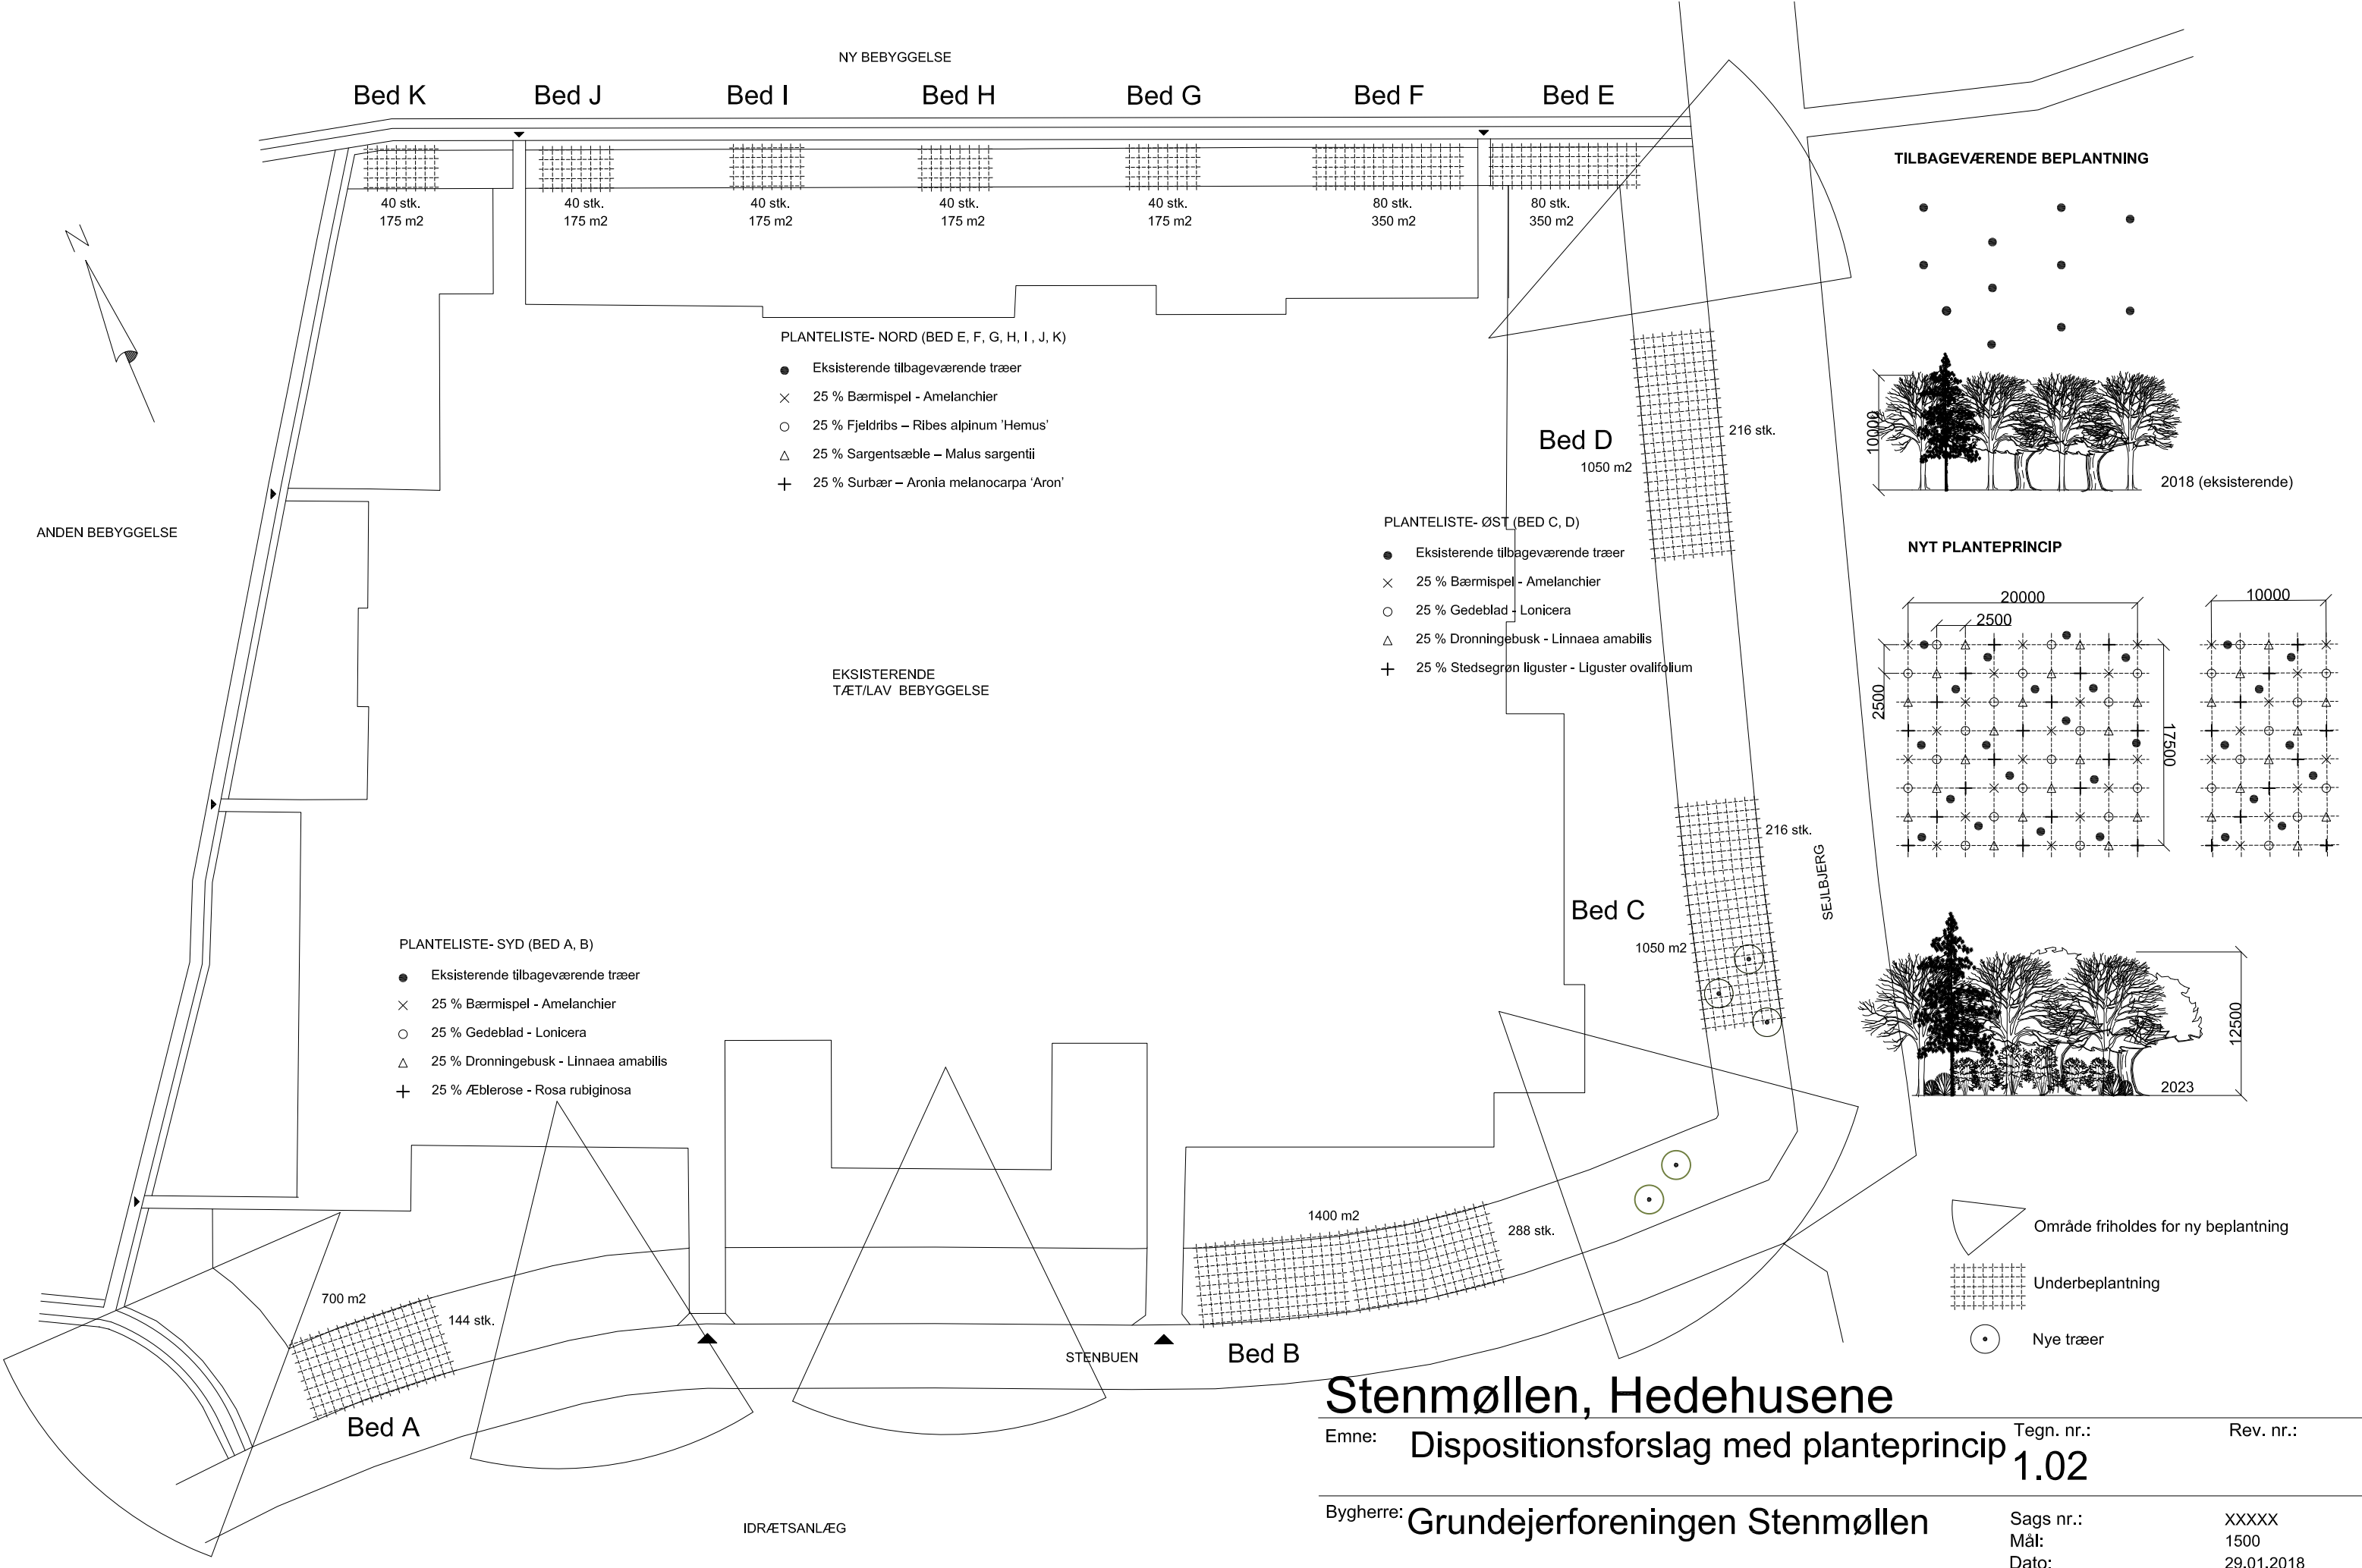 NY BEBYGGELSE
Bed K
Bed J
Bed I
Bed H
Bed G
Bed F
Bed E
40 stk.
175 m2
40 stk.
175 m2
40 stk.
175 m2
40 stk.
175 m2
40 stk.
175 m2
80 stk.
350 m2
80 stk.
350 m2
N
ANDEN BEBYGGELSE
PLANTELISTE- NORD (BED E, F, G, H, I , J, K)
Eksisterende tilbageværende træer
25 % Bærmispel - Amelanchier
25 % Fjeldribs – Ribes alpinum 'Hemus'
25 % Sargentsæble – Malus sargentii
25 % Surbær – Aronia melanocarpa ‘Aron’
Bed D
1050 m2
216 stk.
PLANTELISTE- ØST (BED C, D)
Eksisterende tilbageværende træer
25 % Bærmispel - Amelanchier
25 % Gedeblad - Lonicera
25 % Dronningebusk - Linnaea amabilis
25 % Stedsegrøn liguster - Liguster ovalifolium
EKSISTERENDE
TÆT/LAV BEBYGGELSE
216 stk.
Bed C
1050 m2
SEJLBJERG
PLANTELISTE- SYD (BED A, B)
Eksisterende tilbageværende træer
25 % Bærmispel - Amelanchier
25 % Gedeblad - Lonicera
25 % Dronningebusk - Linnaea amabilis
25 % Æblerose - Rosa rubiginosa
700 m2
144 stk.
Bed A
1400 m2
288 stk.
Bed B
STENBUEN
IDRÆTSANLÆG
TILBAGEVÆRENDE BEPLANTNING
10000
2018 (eksisterende)
NYT PLANTEPRINCIP
20000
2500
2500
17500
10000
12500
2023
Område friholdes for ny beplantning
Underbeplantning
Nye træer
Stenmøllen, Hedehusene
Emne: Dispositionsforslag med planteprincip
Tegn. nr.:
1.02
Rev. nr.:
Bygherre: Grundejerforeningen Stenmøllen
Sags nr.: XXXXX
Mål: 1500
Dato: 29.01.2018